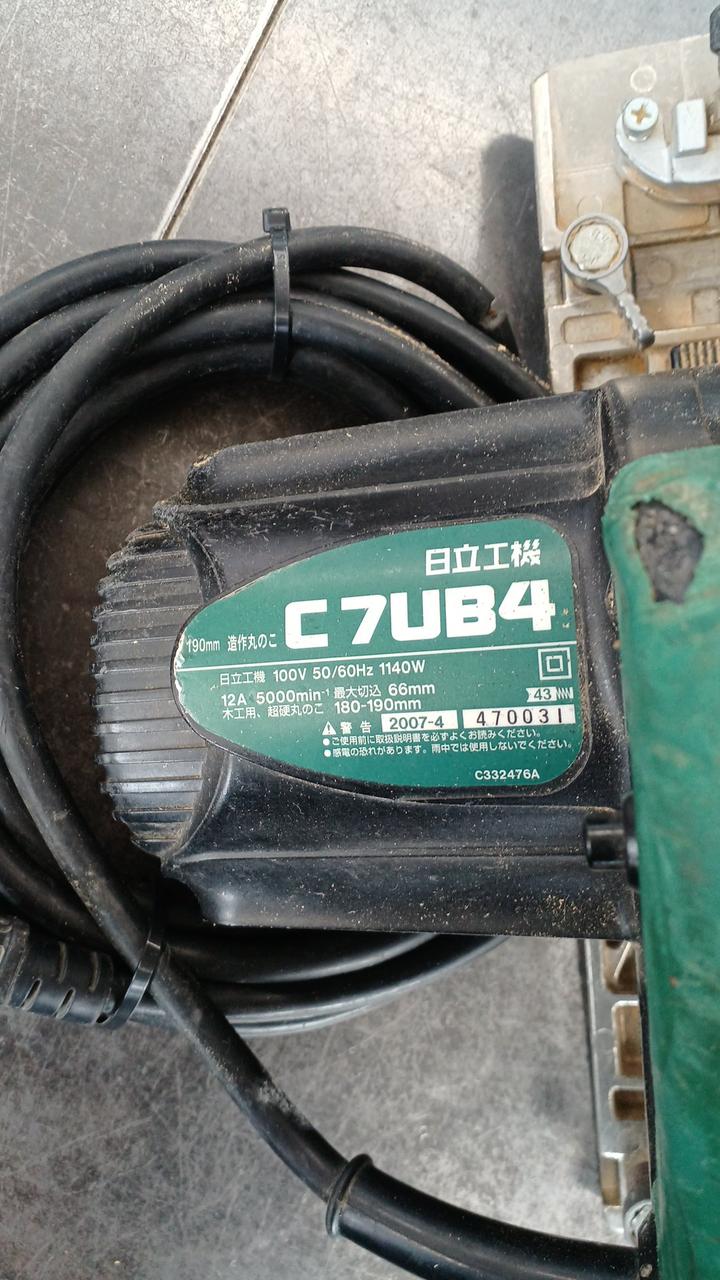 日立工機
C7UB4
190mm 造作丸のこ
日立工機 100V 50/60Hz 1140W
12A 5000min⁻¹ 最大切込 66mm
木工用、超硬丸のこ 180-190mm
43
警告 2007-4 470031
●ご使用前に取扱説明書を必ずよくお読みください。
●感電の恐れがあります。雨中では使用しないでください。
C332476A